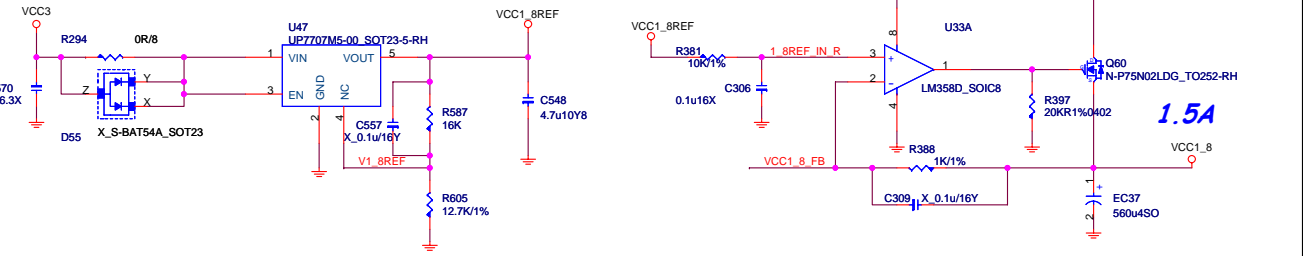 VCC3
R294
0R/8
U47
UP7707M5-00_SOT23-5-RH
VCC1_8REF
1
VIN
VOUT
5
3
EN
GND
NC
2
4
Z
Y
X
D55
X_S-BAT54A_SOT23
70
6.3X
C557
X_0.1u/16Y
R587
16K
C548
4.7u10Y8
V1_8REF
R605
12.7K/1%
VCC1_8REF
R381
10K/1%
1_8REF_IN_R
C306
0.1u16X
3
+
2
-
8
4
1
U33A
LM358D_SOIC8
Q60
N-P75N02LDG_TO252-RH
R397
20KR1%0402
1.5A
VCC1_8_FB
R388
1K/1%
C309
X_0.1u/16Y
VCC1_8
1
+
2
EC37
560u4SO